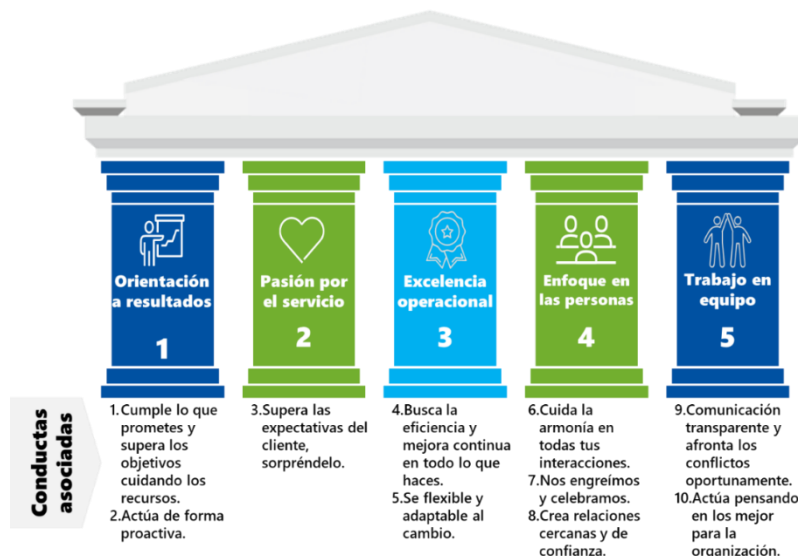 Orientación
a resultados
1
Pasión por
el servicio
2
Excelencia
operacional
3
Enfoque en
las personas
4
Trabajo en
equipo
5
Conductas
asociadas
1.Cumple lo que
prometes y
supera los
objetivos
cuidando los
recursos.
2.Actúa de forma
proactiva.
3.Supera las
expectativas del
cliente,
sorpréndelo.
4.Busca la
eficiencia y
mejora continua
en todo lo que
haces.
5.Se flexible y
adaptable al
cambio.
6.Cuida la
armonía en
todas tus
interacciones.
7.Nos engreímos
y celebramos.
8.Crea relaciones
cercanas y de
confianza.
9.Comunicación
transparente y
afronta los
conflictos
oportunamente.
10.Actúa pensando
en los mejor
para la
organización.